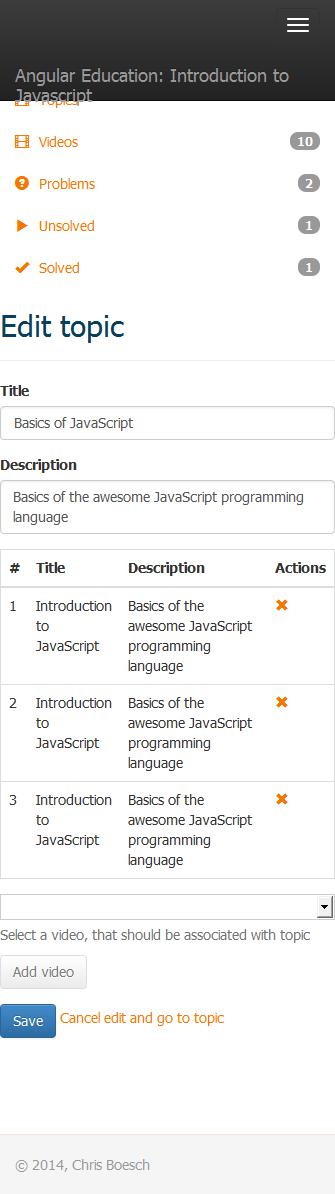 Angular Education: Introduction to
Javascript
Topics
Videos 10
Problems 2
Unsolved 1
Solved 1
Edit topic
Title
Basics of JavaScript
Description
Basics of the awesome JavaScript programming
language
# Title Description Actions
1 Introduction Basics of the
to awesome JavaScript
JavaScript programming
language
2 Introduction Basics of the
to awesome JavaScript
JavaScript programming
language
3 Introduction Basics of the
to awesome JavaScript
JavaScript programming
language
Select a video, that should be associated with topic
Add video
Save Cancel edit and go to topic
© 2014, Chris Boesch